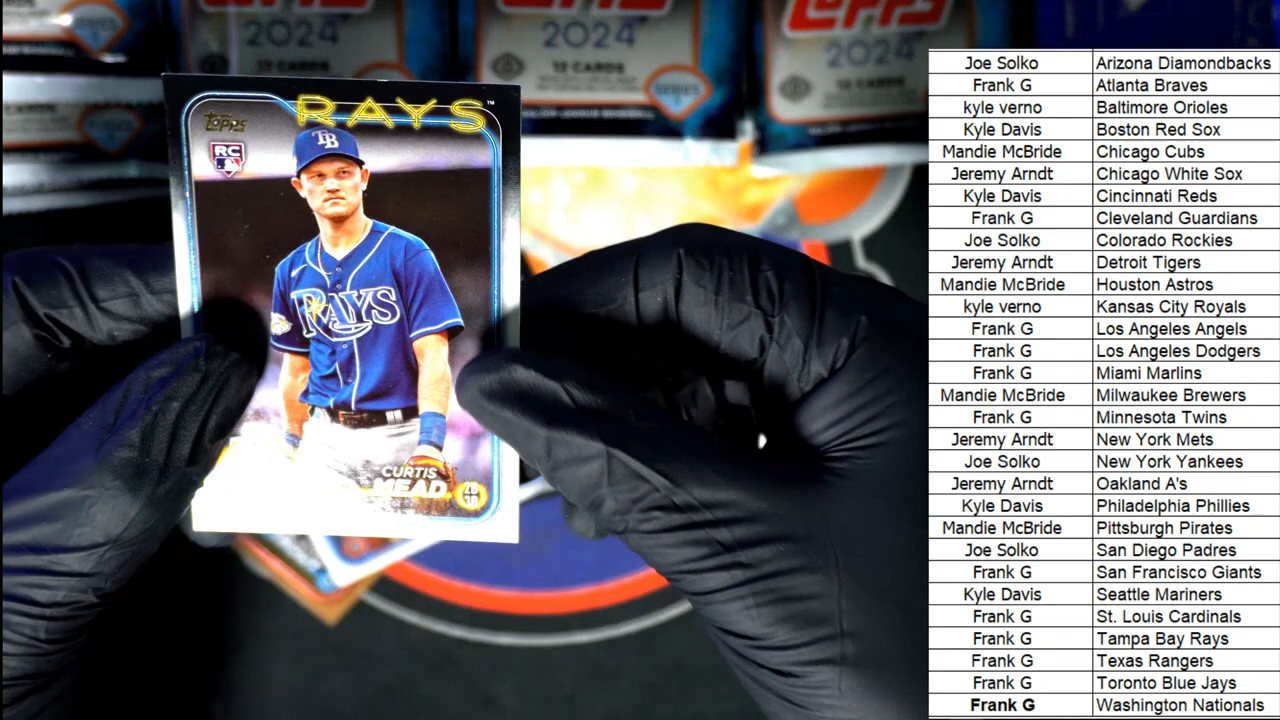 TOPPS
2024
12 CARDS
SERIES
TOPPS
2024
12 CARDS
SERIES
TOPPS
2024
12 CARDS
RAYS™
TOPPS
RC
TB
RAYS
CURTIS
MEAD
Joe Solko Arizona Diamondbacks
Frank G Atlanta Braves
kyle verno Baltimore Orioles
Kyle Davis Boston Red Sox
Mandie McBride Chicago Cubs
Jeremy Arndt Chicago White Sox
Kyle Davis Cincinnati Reds
Frank G Cleveland Guardians
Joe Solko Colorado Rockies
Jeremy Arndt Detroit Tigers
Mandie McBride Houston Astros
kyle verno Kansas City Royals
Frank G Los Angeles Angels
Frank G Los Angeles Dodgers
Frank G Miami Marlins
Mandie McBride Milwaukee Brewers
Frank G Minnesota Twins
Jeremy Arndt New York Mets
Joe Solko New York Yankees
Jeremy Arndt Oakland A's
Kyle Davis Philadelphia Phillies
Mandie McBride Pittsburgh Pirates
Joe Solko San Diego Padres
Frank G San Francisco Giants
Kyle Davis Seattle Mariners
Frank G St. Louis Cardinals
Frank G Tampa Bay Rays
Frank G Texas Rangers
Frank G Toronto Blue Jays
Frank G Washington Nationals